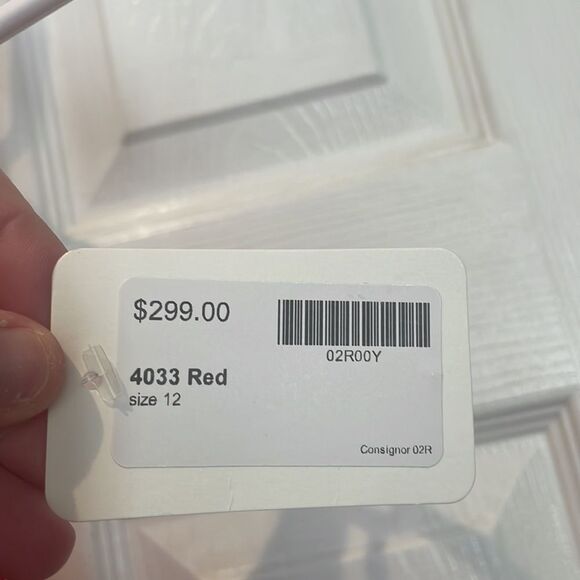 $299.00
02R00Y
4033 Red
size 12
Consignor 02R